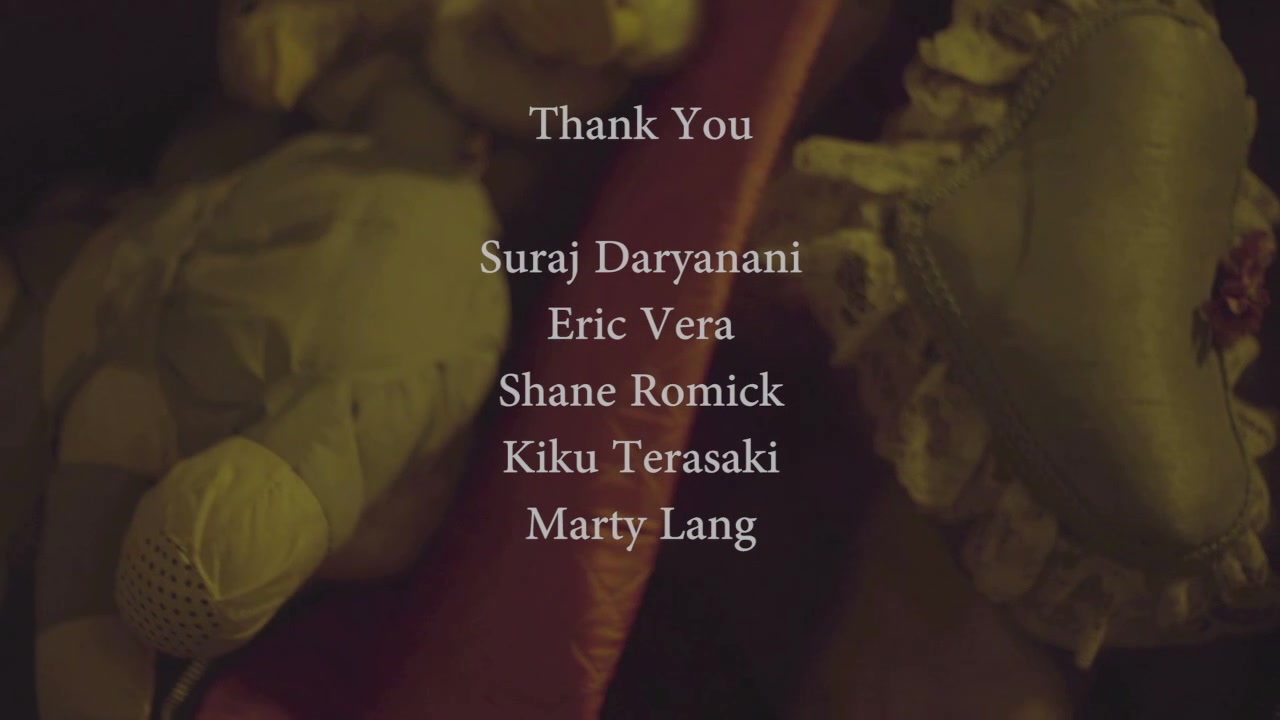 Thank You
Suraj Daryanani
Eric Vera
Shane Romick
Kiku Terasaki
Marty Lang